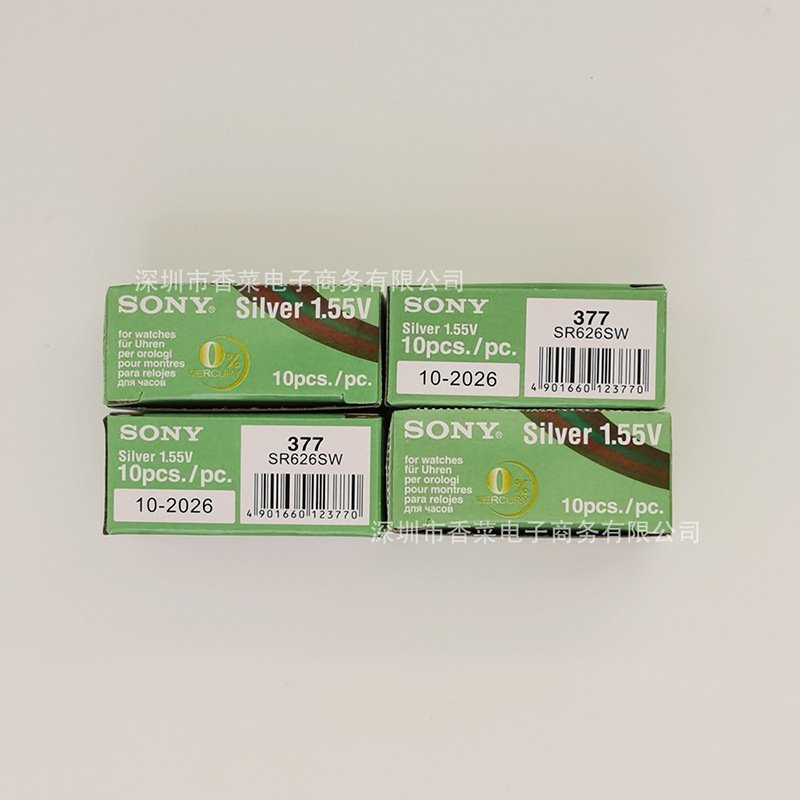 深圳市香菜电子商务有限公司
SONY® Silver 1.55V
for watches
für Uhren
per orologi
pour montres
para relojes
для часов
0%
MERCURY
10pcs./pc.
SONY
Silver 1.55V
10pcs./pc.
10-2026
377
SR626SW
4 901660 123770
SONY
Silver 1.55V
10pcs./pc.
10-2026
377
SR626SW
4 901660 123770
SONY® Silver 1.55V
for watches
für Uhren
per orologi
pour montres
para relojes
для часов
0%
MERCURY
10pcs./pc.
深圳市香菜电子商务有限公司